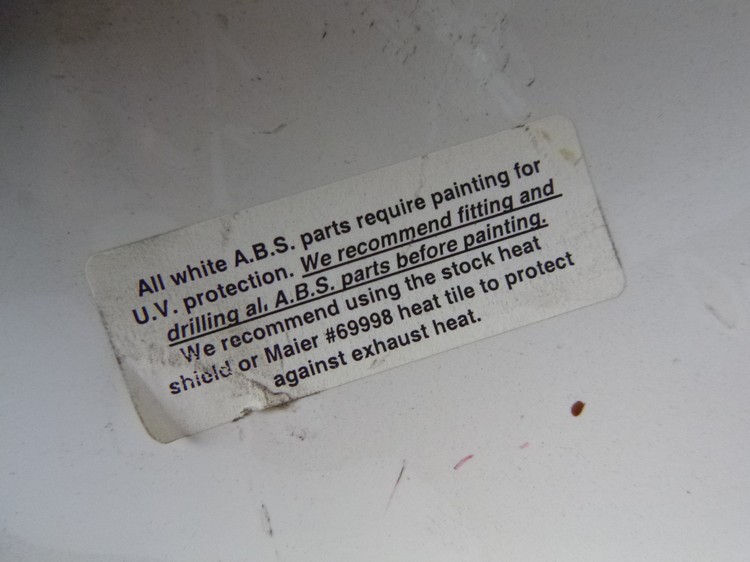 All white A.B.S. parts require painting for
U.V. protection. We recommend fitting and
drilling al. A.B.S. parts before painting.
We recommend using the stock heat
shield or Maier #69998 heat tile to protect
against exhaust heat.